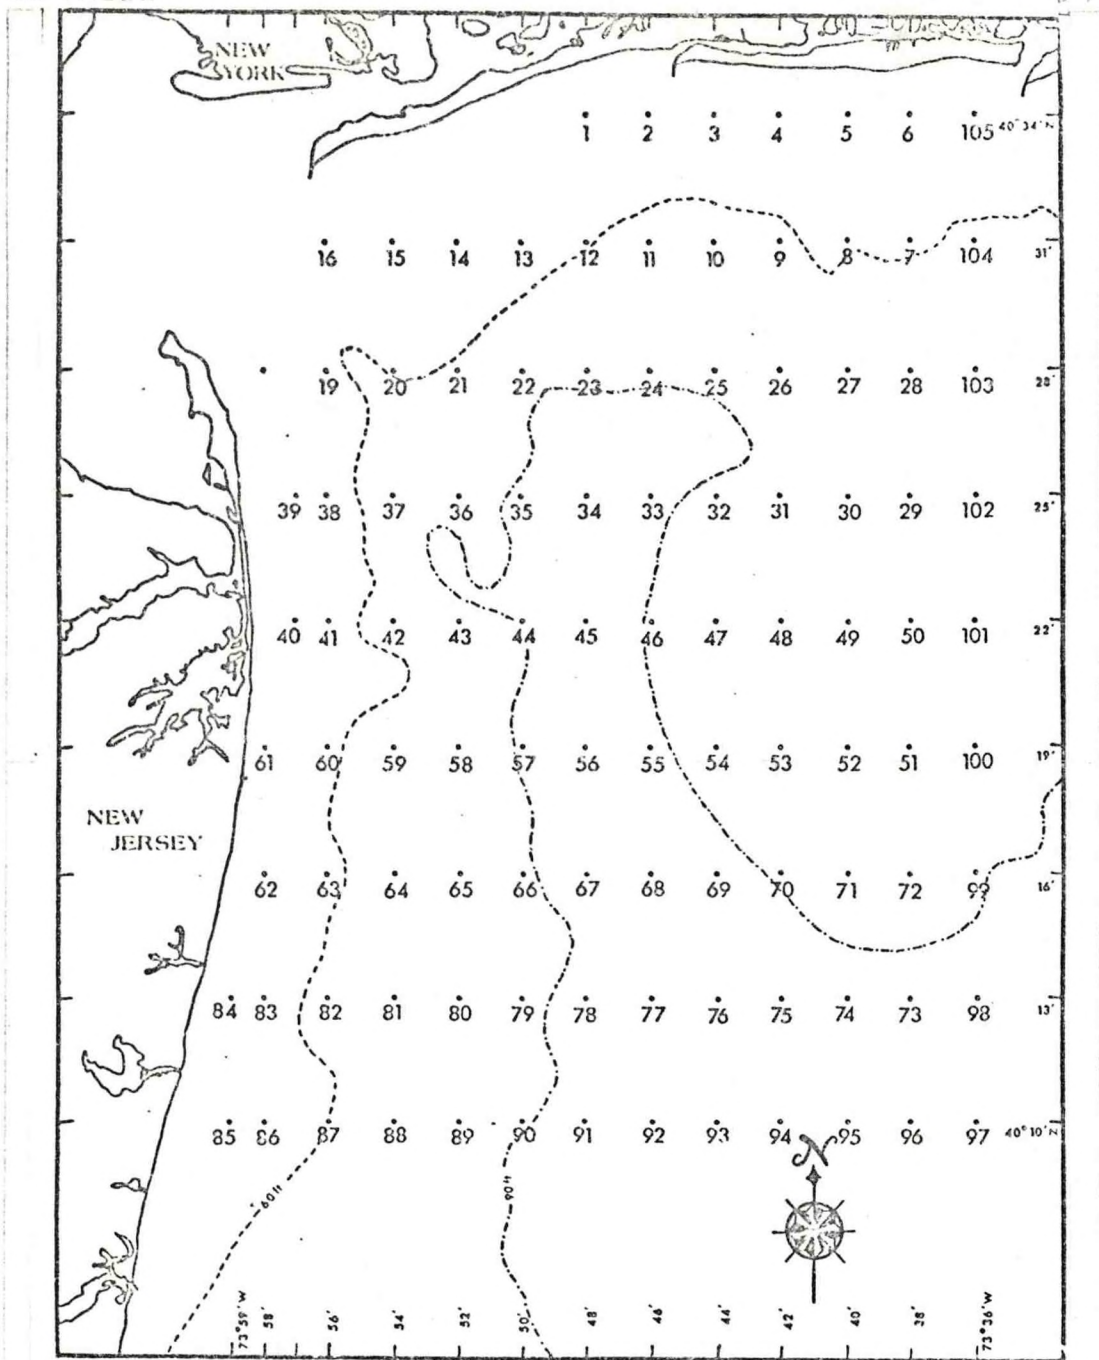 NEW
YORK
1 2 3 4 5 6 105 40° 34' N
16 15 14 13 12 11 10 9 8 7 104 31'
19 20 21 22 23 24 25 26 27 28 103 28'
39 38 37 36 35 34 33 32 31 30 29 102 25'
40 41 42 43 44 45 46 47 48 49 50 101 22'
61 60 59 58 57 56 55 54 53 52 51 100 19'
NEW
JERSEY
62 63 64 65 66 67 68 69 70 71 72 99 16'
84 83 82 81 80 79 78 77 76 75 74 73 98 13'
85 86 87 88 89 90 91 92 93 94 95 96 97 40° 10' N
N
60 ft
90 ft
73° 59' W 58' 56' 54' 52' 50' 48' 46' 44' 42' 40' 38' 73° 36' W